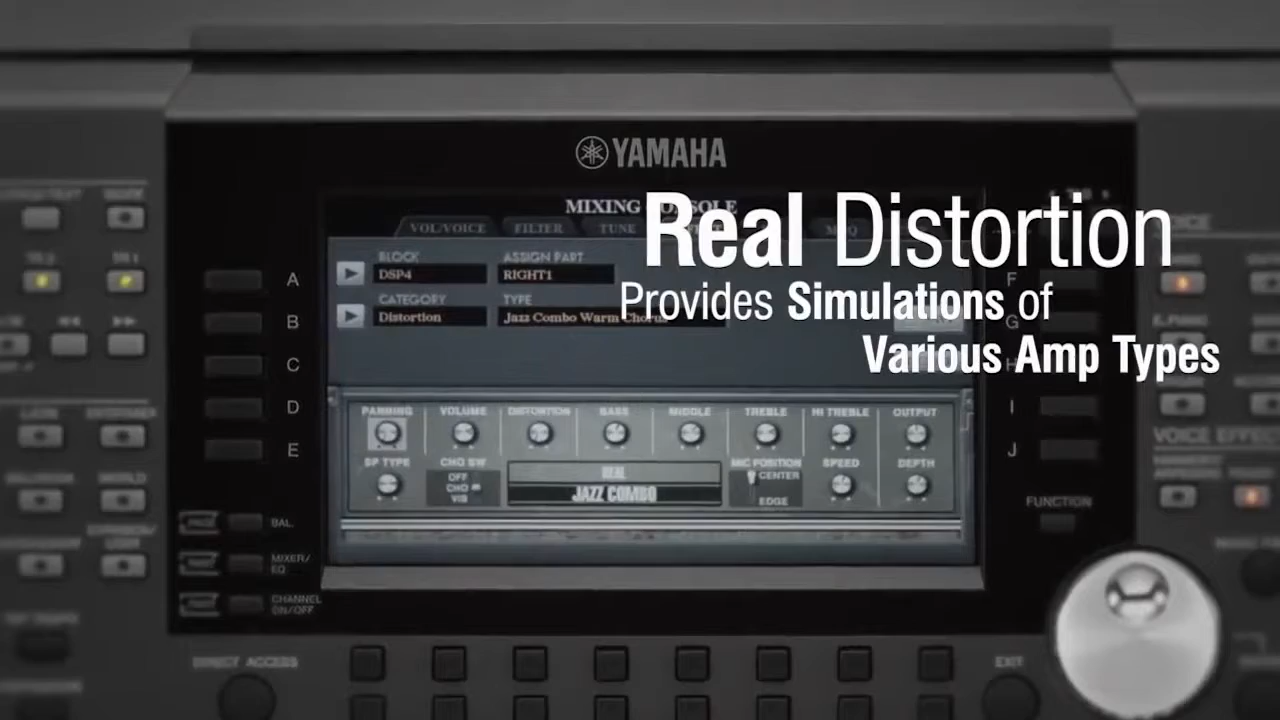 YAMAHA
MIXING CONSOLE
Real Distortion
Provides Simulations of
Various Amp Types
VOL/VOICE FILTER TUNE
BLOCK ASSIGN PART
DSP4 RIGHT1
CATEGORY TYPE
Distortion Jazz Combo Warm Chorus
A F
B G
C H
D I
E J
PANNING VOLUME DISTORTION BASS MIDDLE TREBLE HI TREBLE OUTPUT
SP TYPE CHO SW MIC POSITION SPEED DEPTH
OFF
CHO
VIB
REAL
JAZZ COMBO
CENTER
EDGE
BAL.
MIXER/
EQ
CHANNEL
ON/OFF
FUNCTION
VOICE
VOICE EFFECT
WORLD
DIRECT ACCESS
EXIT